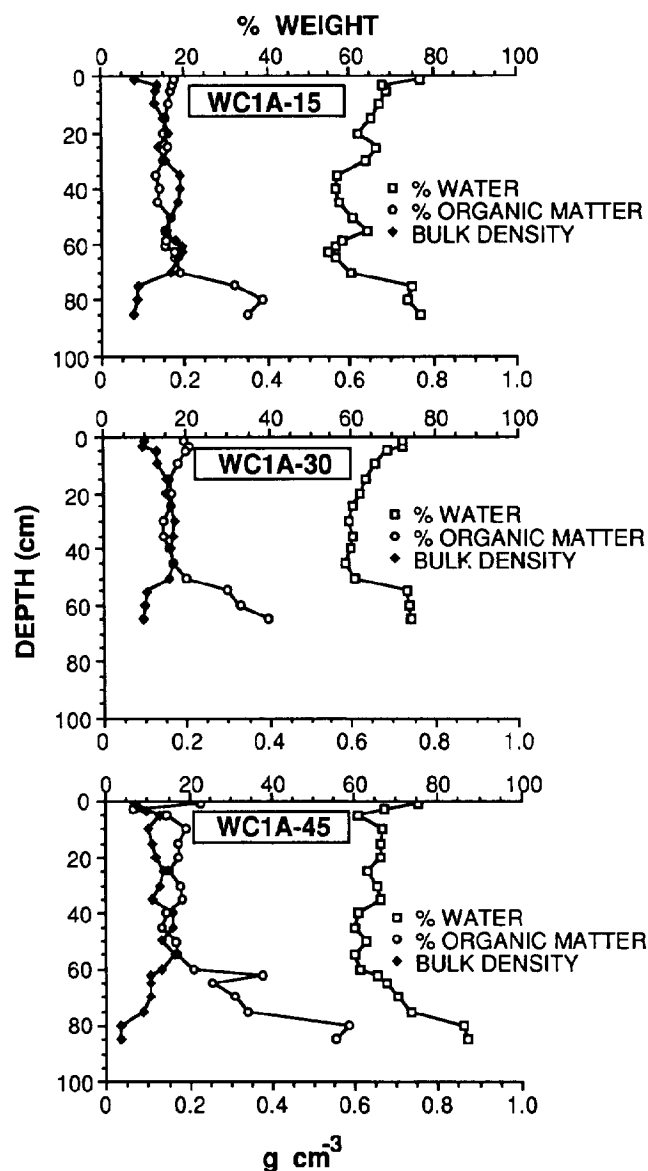 % WEIGHT
0 20 40 60 80 100
0
WC1A-15
20
40
% WATER
% ORGANIC MATTER
BULK DENSITY
60
80
100
0 0.2 0.4 0.6 0.8 1.0
0 20 40 60 80 100
0
WC1A-30
20
% WATER
% ORGANIC MATTER
BULK DENSITY
40
60
80
100
DEPTH (cm)
0 0.2 0.4 0.6 0.8 1.0
0 20 40 60 80 100
0
WC1A-45
20
40
% WATER
% ORGANIC MATTER
BULK DENSITY
60
80
100
0 0.2 0.4 0.6 0.8 1.0
g cm-3